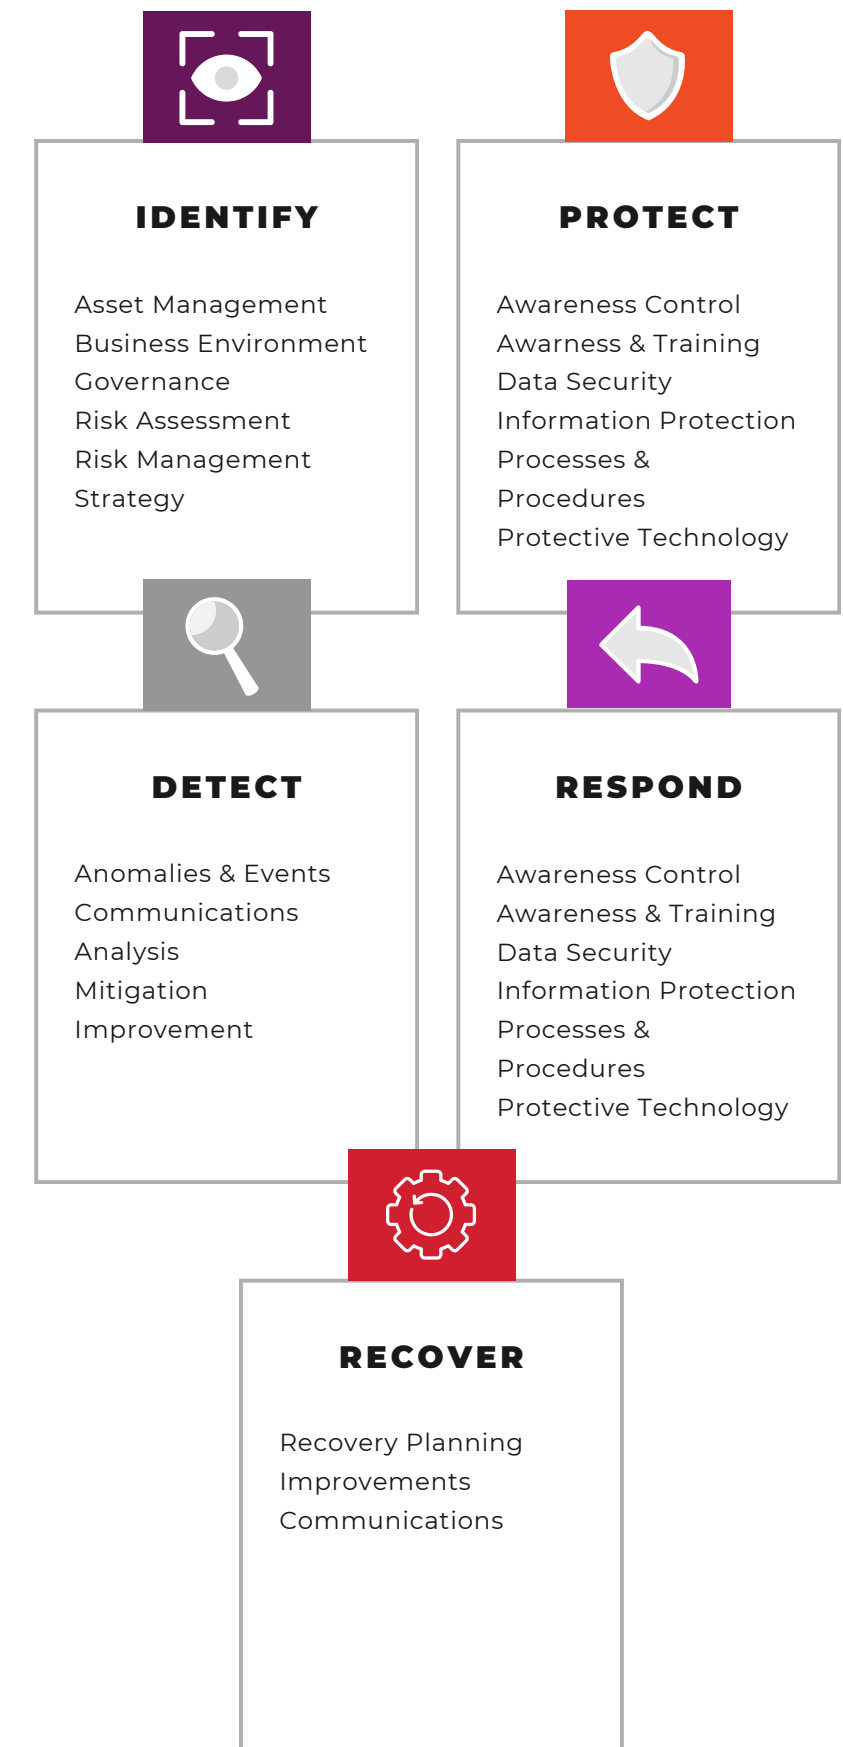 IDENTIFY
Asset Management
Business Environment
Governance
Risk Assessment
Risk Management
Strategy
PROTECT
Awareness Control
Awarness & Training
Data Security
Information Protection
Processes &
Procedures
Protective Technology
DETECT
Anomalies & Events
Communications
Analysis
Mitigation
Improvement
RESPOND
Awareness Control
Awareness & Training
Data Security
Information Protection
Processes &
Procedures
Protective Technology
RECOVER
Recovery Planning
Improvements
Communications